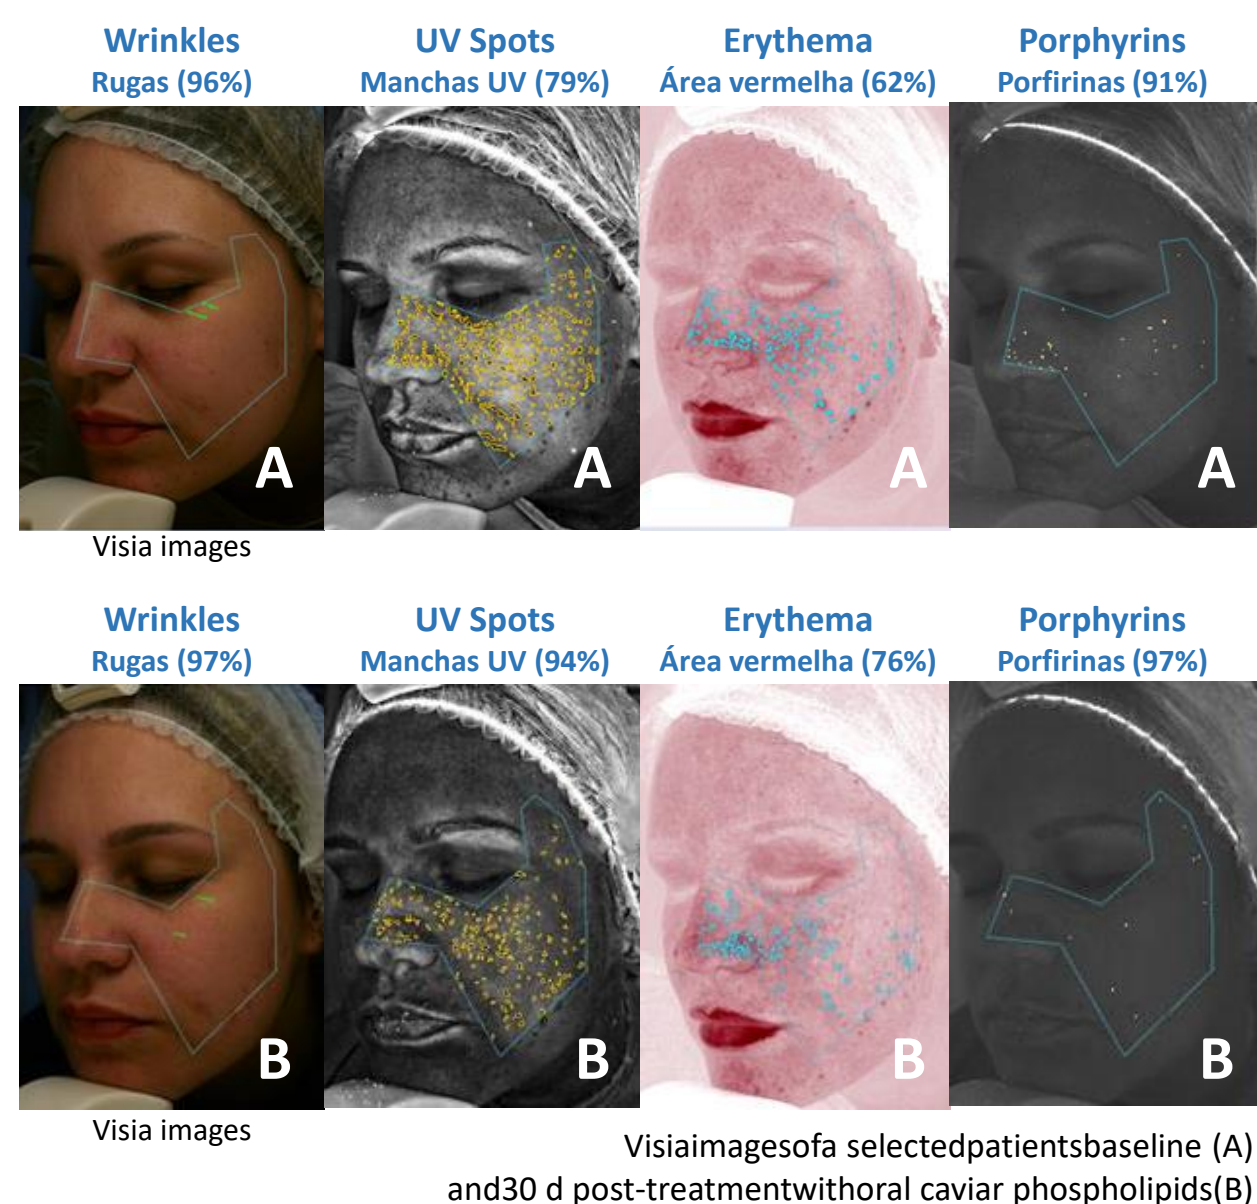 Wrinkles UV Spots Erythema Porphyrins
Rugas (96%) Manchas UV (79%) Área vermelha (62%) Porfirinas (91%)
A A A A
Visia images
Wrinkles UV Spots Erythema Porphyrins
Rugas (97%) Manchas UV (94%) Área vermelha (76%) Porfirinas (97%)
B B B B
Visia images
Visiaimagesofa selectedpatientsbaseline (A)
and30 d post-treatmentwithoral caviar phospholipids(B)